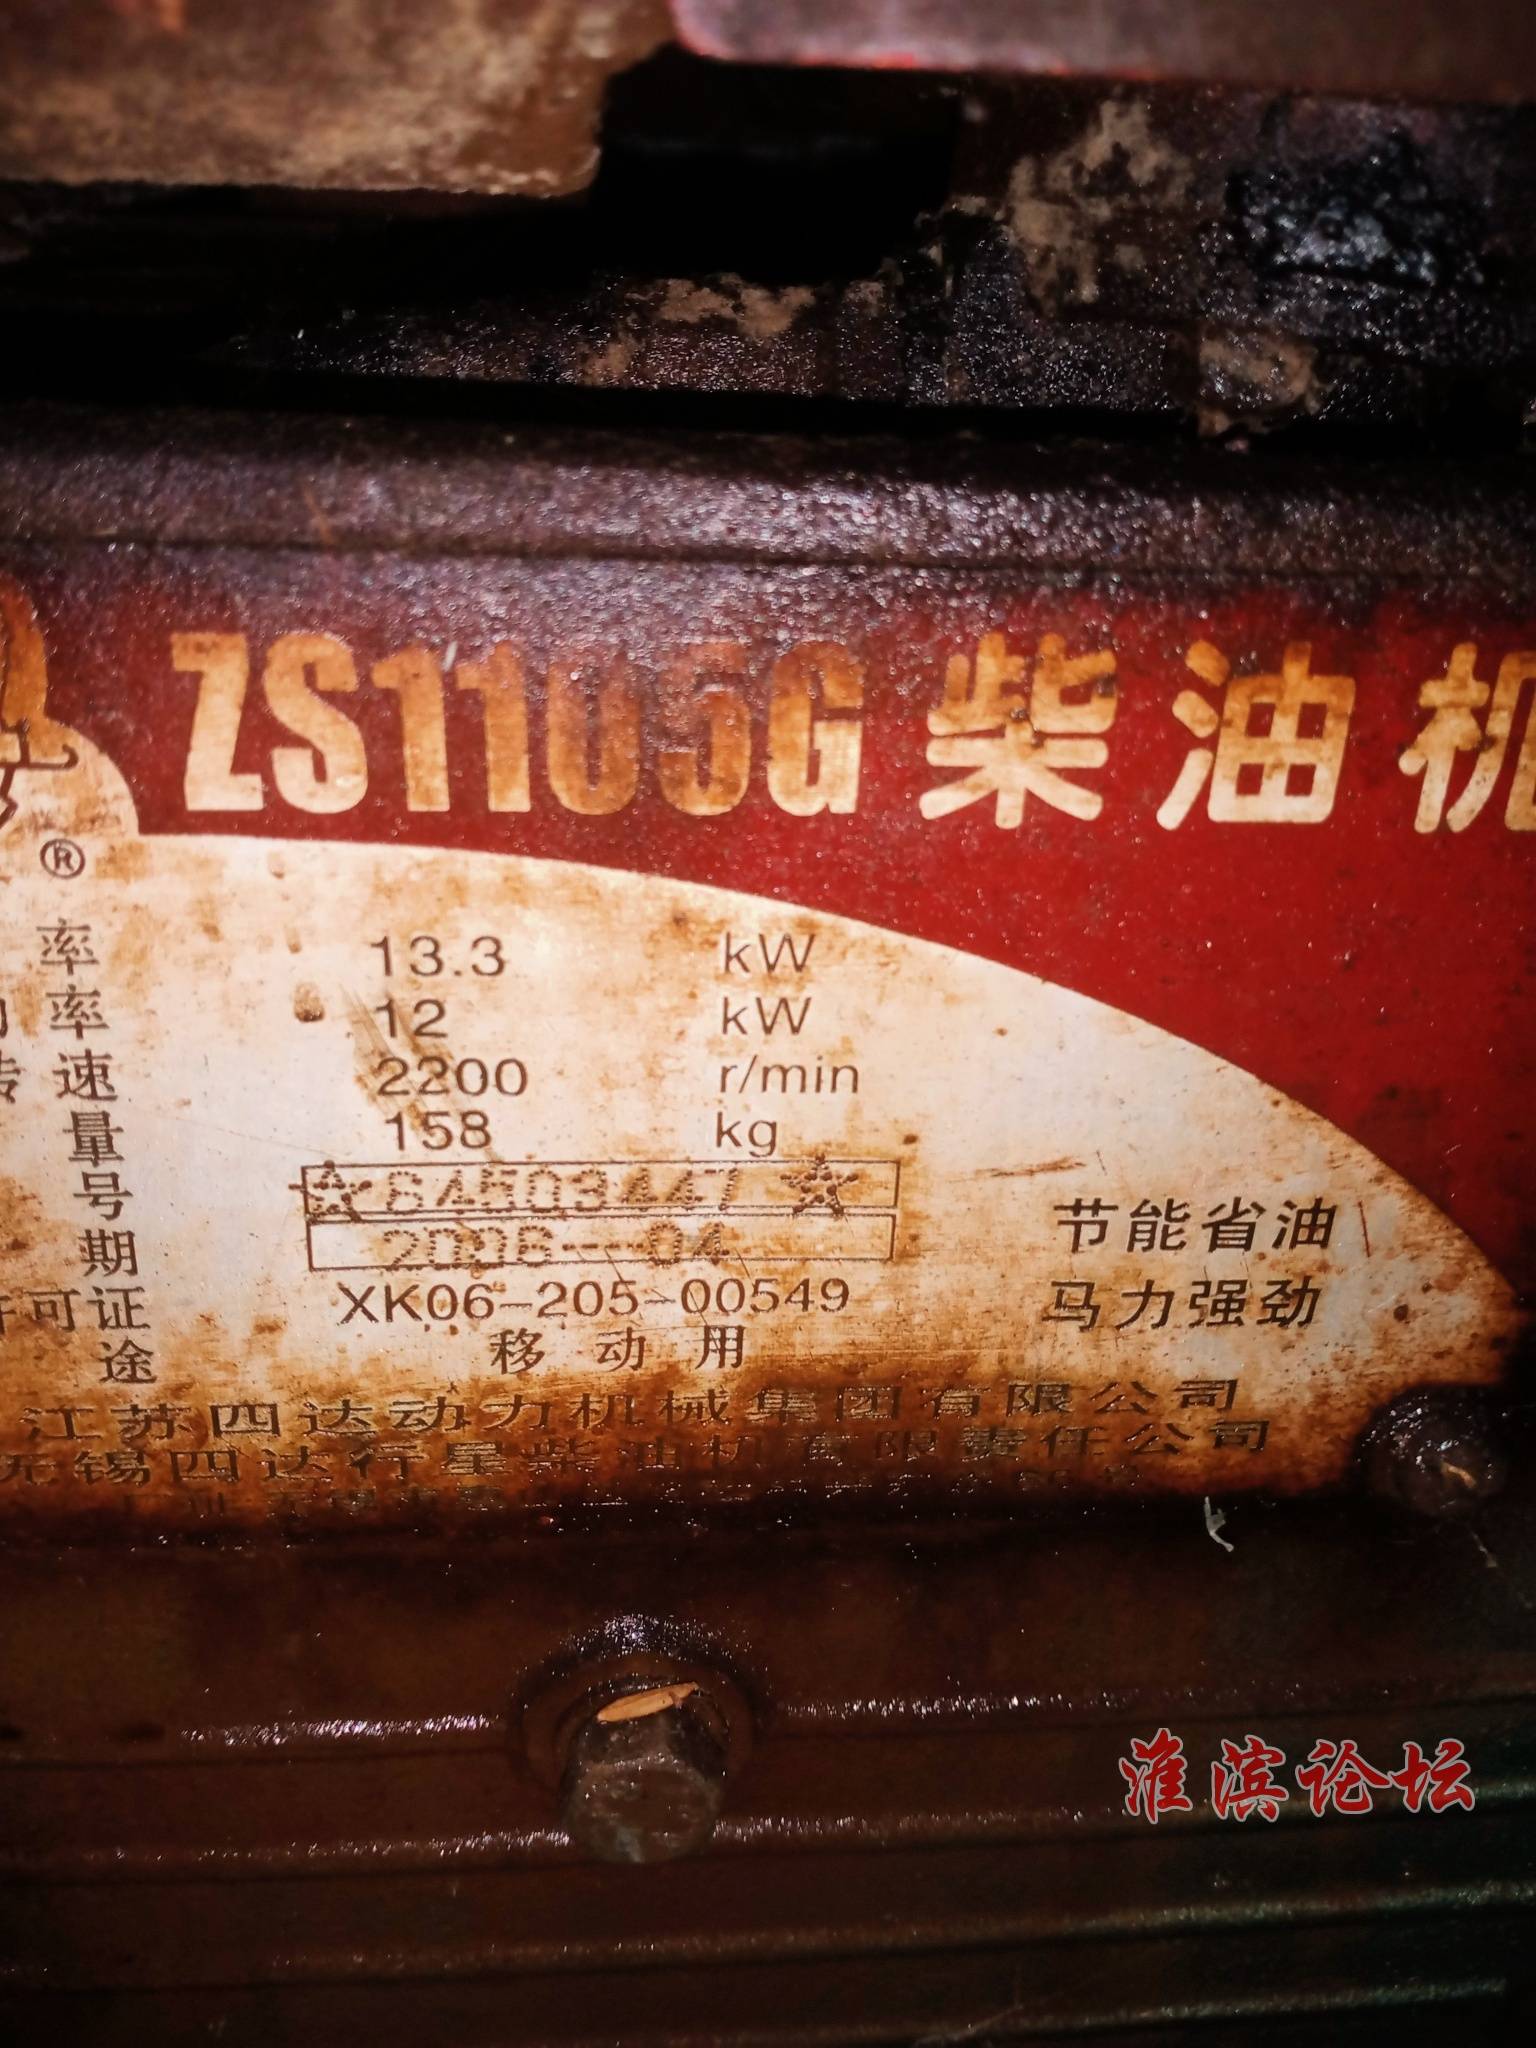 ZS1105G 柴油机
®
率 13.3 kW
率 12 kW
速 2200 r/min
量 158 kg
号 ☆64503447☆
期 2006--04
可证 XK06-205-00549
途 移动用
节能省油
马力强劲
江苏四达动力机械集团有限公司
无锡四达行星柴油机有限责任公司
淮滨论坛